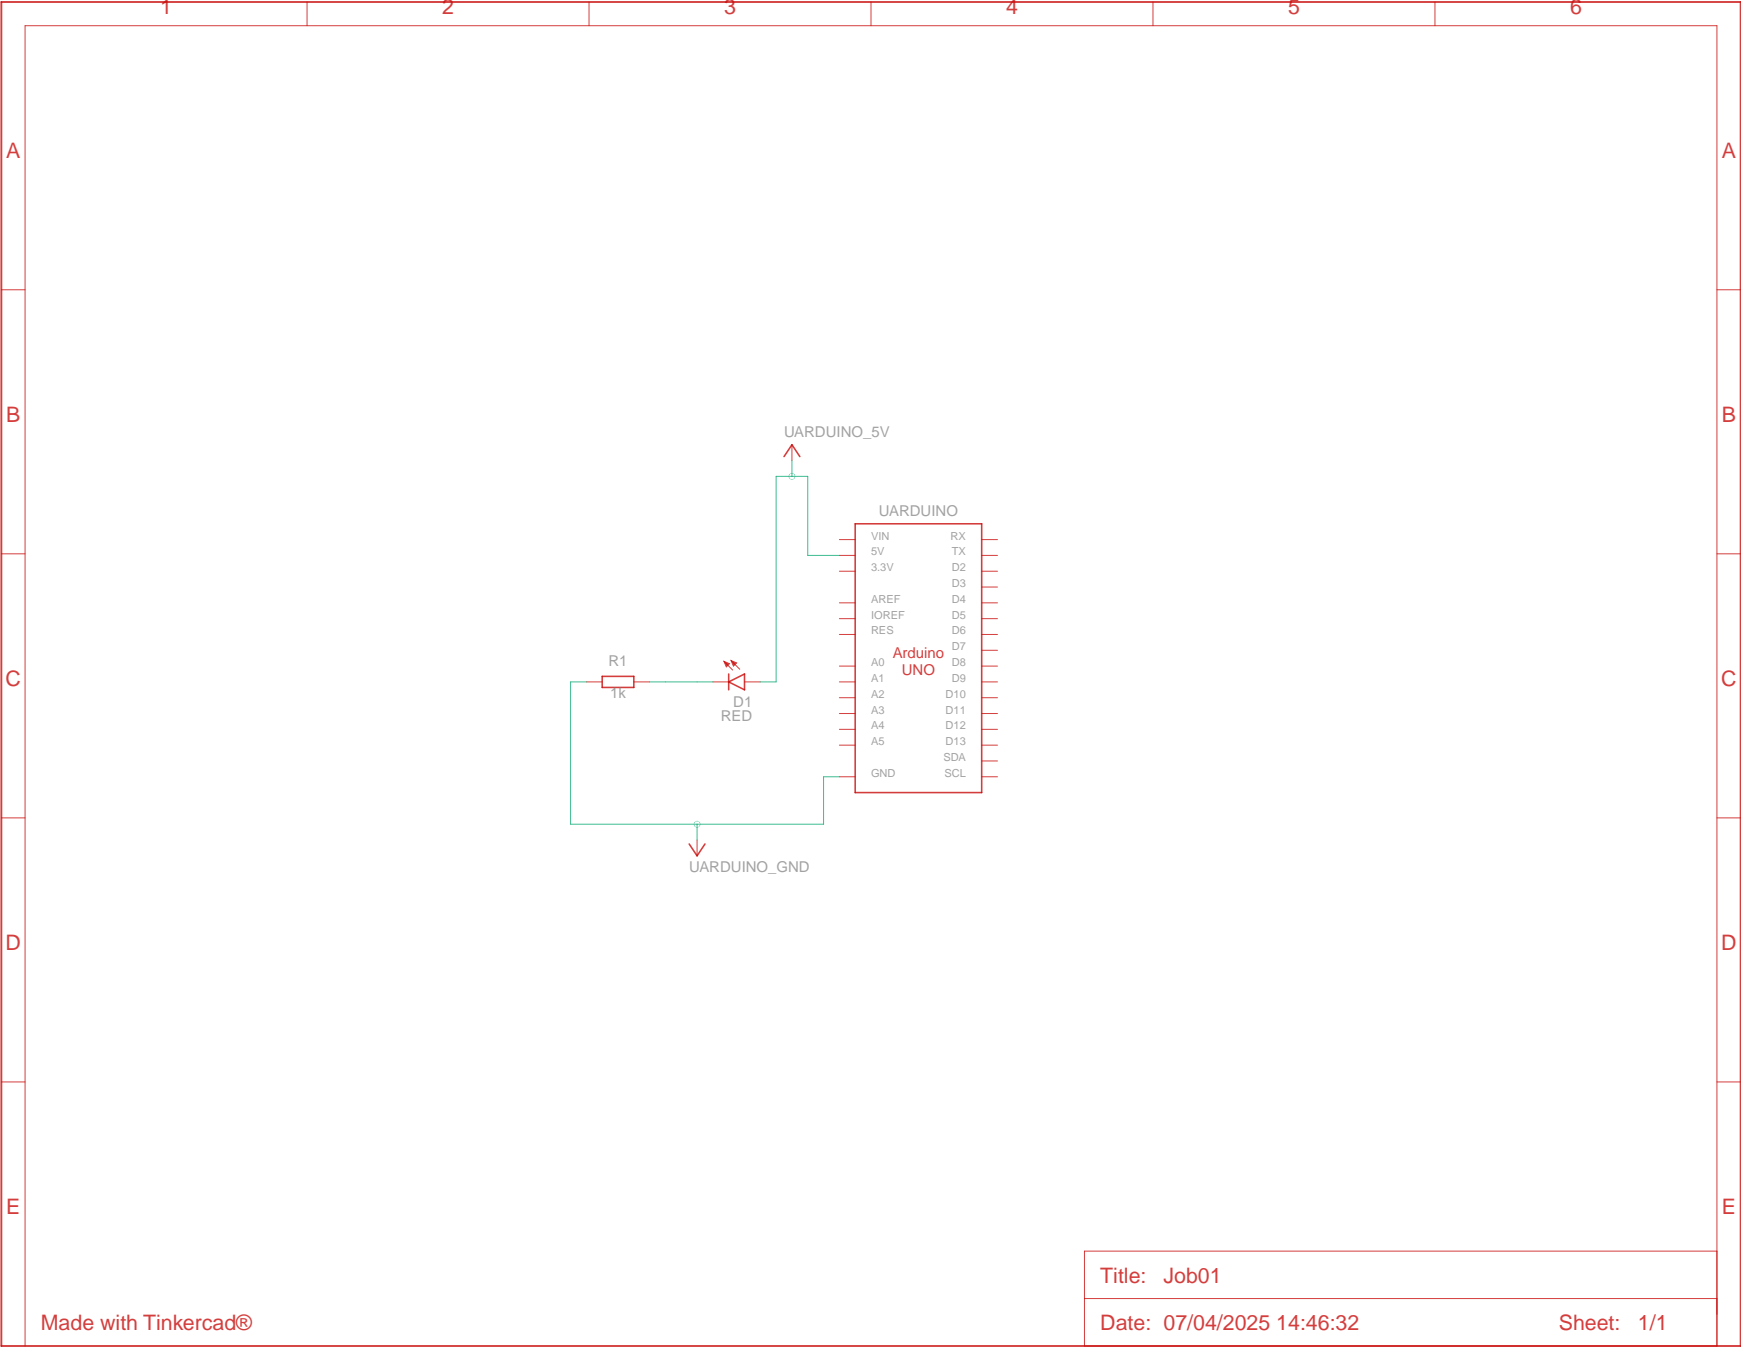 1 2 3 4 5 6
A A
B B
UARDUINO_5V
UARDUINO
VIN RX
5V TX
3.3V D2
D3
AREF D4
IOREF D5
RES D6
D7
Arduino
UNO
A0 D8
A1 D9
A2 D10
A3 D11
A4 D12
A5 D13
SDA
GND SCL
R1
1k
D1
RED
C C
UARDUINO_GND
D D
E E
Title: Job01
Date: 07/04/2025 14:46:32 Sheet: 1/1
Made with Tinkercad®